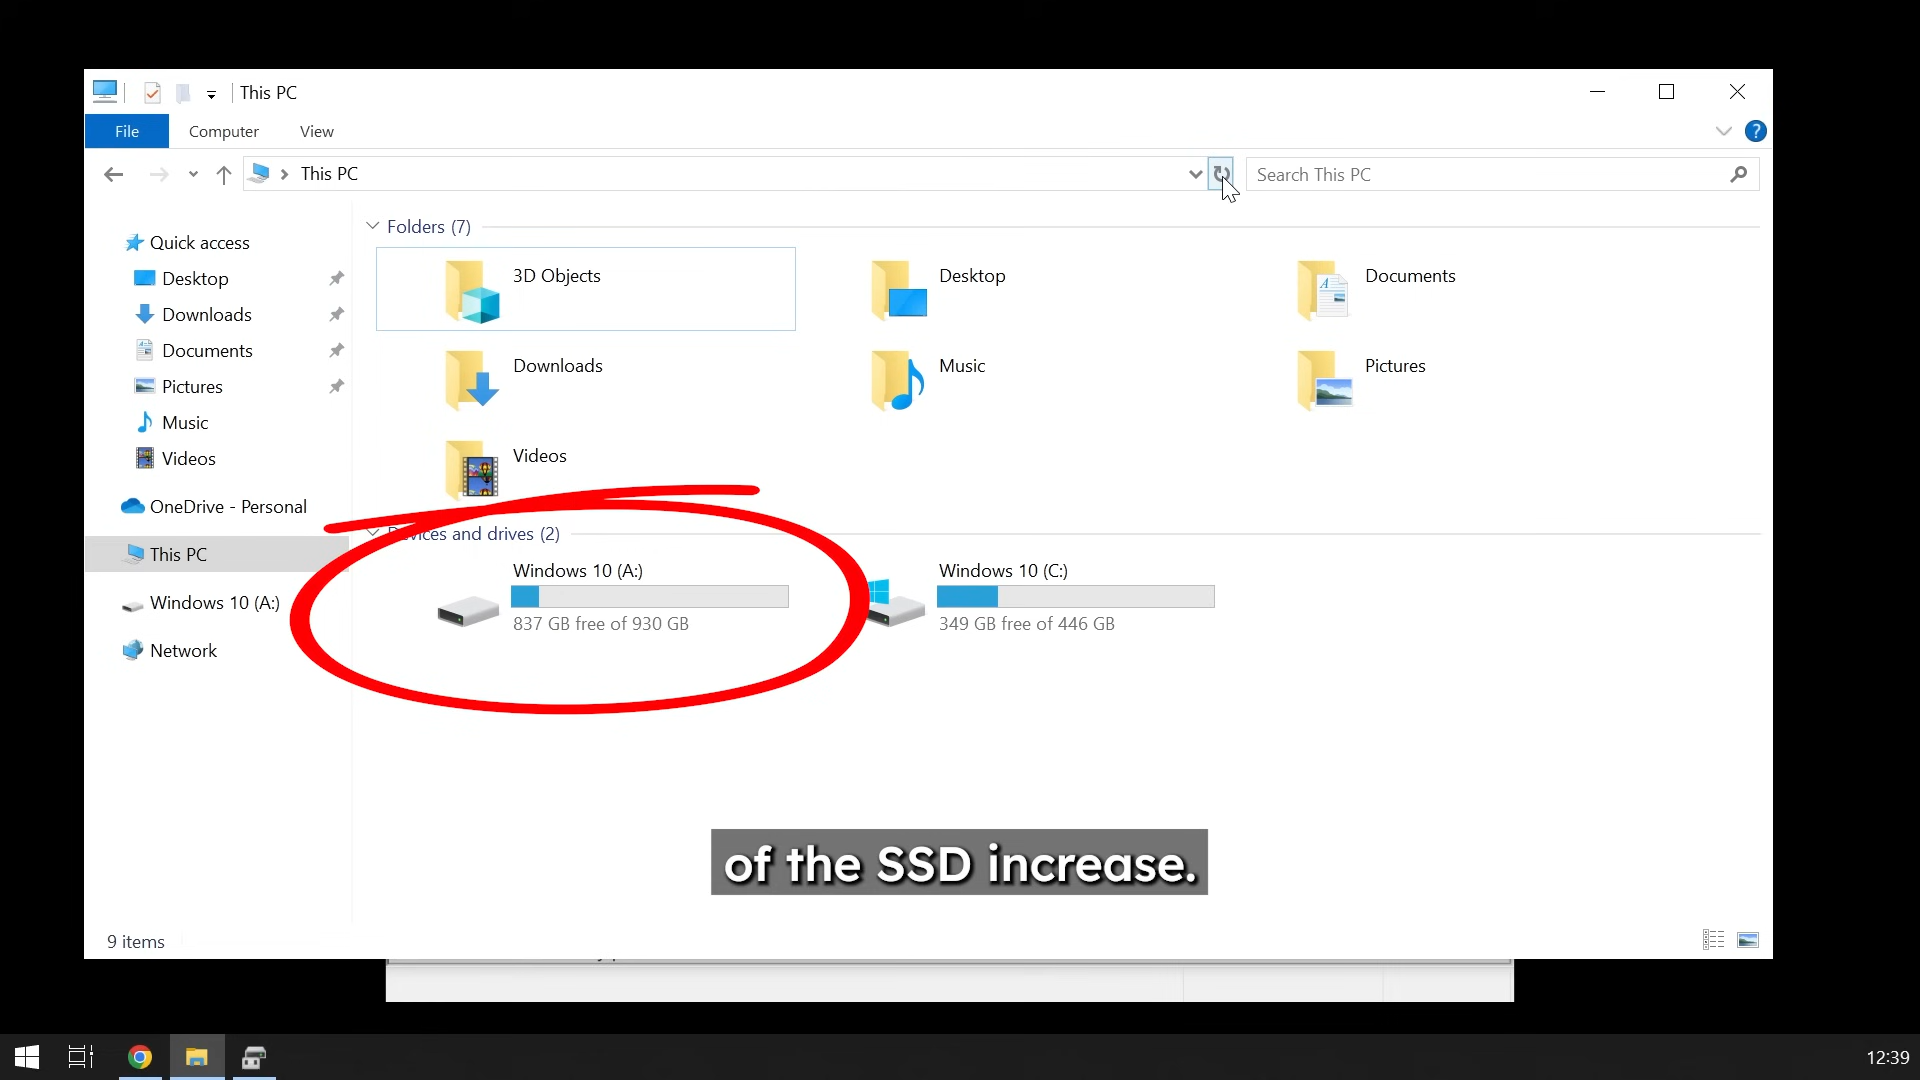 This PC
File
Computer
View
?
This PC
Search This PC
Quick access
Desktop
Downloads
Documents
Pictures
Music
Videos
OneDrive - Personal
This PC
Windows 10 (A:)
Network
Folders (7)
3D Objects
Desktop
Documents
Downloads
Music
Pictures
Videos
Devices and drives (2)
Windows 10 (A:)
837 GB free of 930 GB
Windows 10 (C:)
349 GB free of 446 GB
of the SSD increase.
9 items
12:39